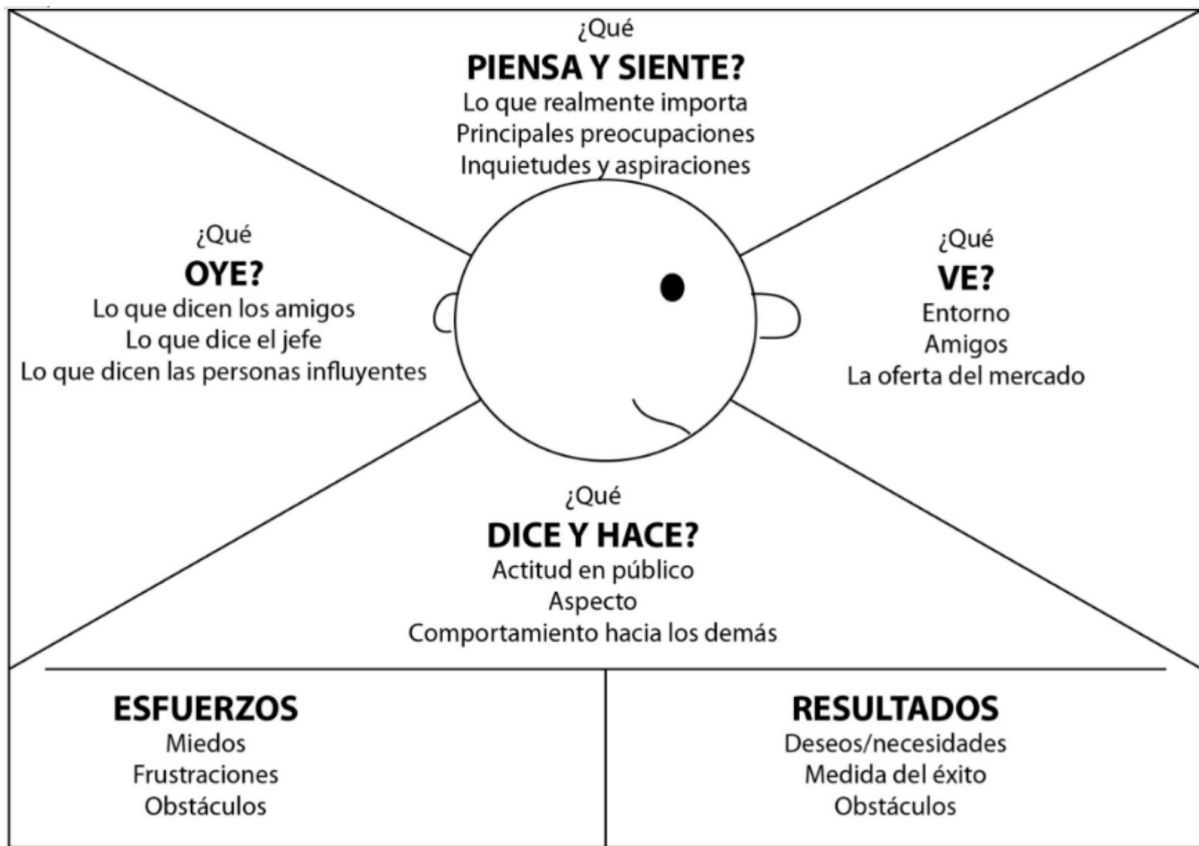 ¿Qué
PIENSA Y SIENTE?
Lo que realmente importa
Principales preocupaciones
Inquietudes y aspiraciones
¿Qué
OYE?
Lo que dicen los amigos
Lo que dice el jefe
Lo que dicen las personas influyentes
¿Qué
VE?
Entorno
Amigos
La oferta del mercado
¿Qué
DICE Y HACE?
Actitud en público
Aspecto
Comportamiento hacia los demás
ESFUERZOS
Miedos
Frustraciones
Obstáculos
RESULTADOS
Deseos/necesidades
Medida del éxito
Obstáculos